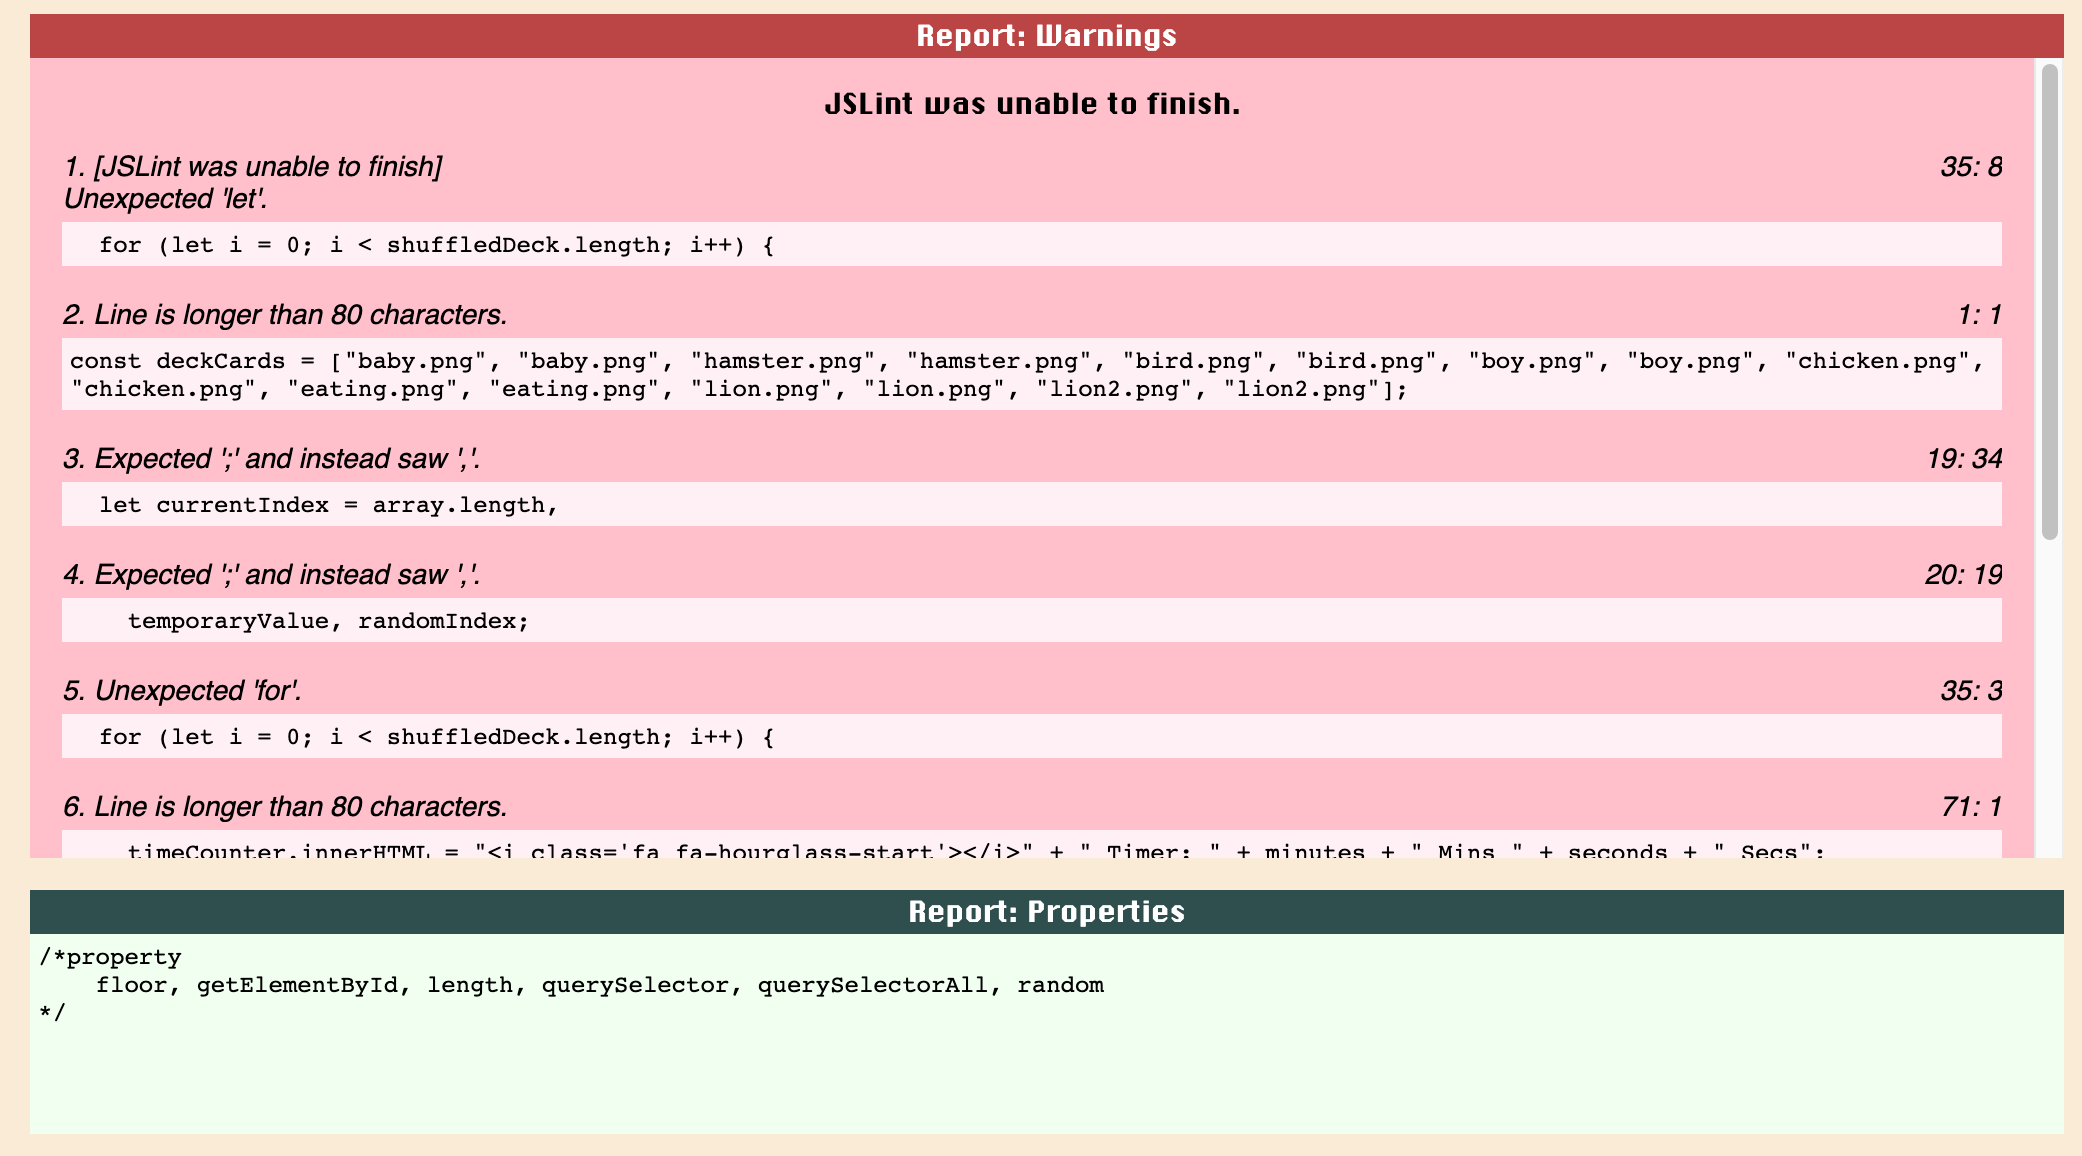 Report: Warnings
JSLint was unable to finish.
1. [JSLint was unable to finish] 35: 8
Unexpected 'let'.
for (let i = 0; i < shuffledDeck.length; i++) {
2. Line is longer than 80 characters. 1: 1
const deckCards = ["baby.png", "baby.png", "hamster.png", "hamster.png", "bird.png", "bird.png", "boy.png", "boy.png", "chicken.png",
"chicken.png", "eating.png", "eating.png", "lion.png", "lion.png", "lion2.png", "lion2.png"];
3. Expected ';' and instead saw ','. 19: 34
let currentIndex = array.length,
4. Expected ';' and instead saw ','. 20: 19
temporaryValue, randomIndex;
5. Unexpected 'for'. 35: 3
for (let i = 0; i < shuffledDeck.length; i++) {
6. Line is longer than 80 characters. 71: 1
timeCounter.innerHTML = "<i class='fa fa-hourglass-start'></i>" + " Timer: " + minutes + " Mins " + seconds + " Secs";
Report: Properties
/*property
floor, getElementById, length, querySelector, querySelectorAll, random
*/